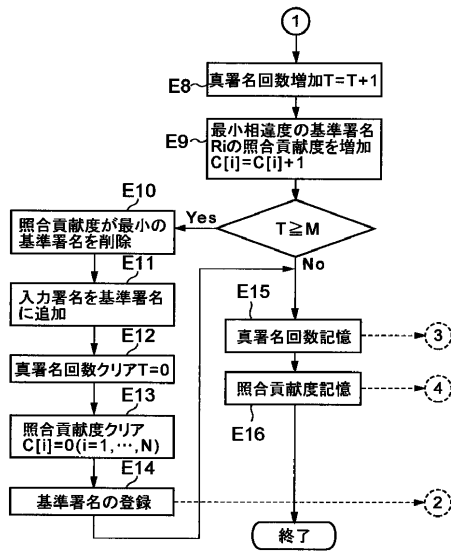 1
E8
真署名回数増加T=T+1
E9
最小相違度の基準署名
Riの照合貢献度を増加
C[i]=C[i]+1
T≧M
Yes
No
E10
照合貢献度が最小の
基準署名を削除
E11
入力署名を基準署名
に追加
E12
真署名回数クリアT=0
E13
照合貢献度クリア
C[i]=0(i=1,…,N)
E14
基準署名の登録
2
E15
真署名回数記憶
3
照合貢献度記憶
4
E16
終了